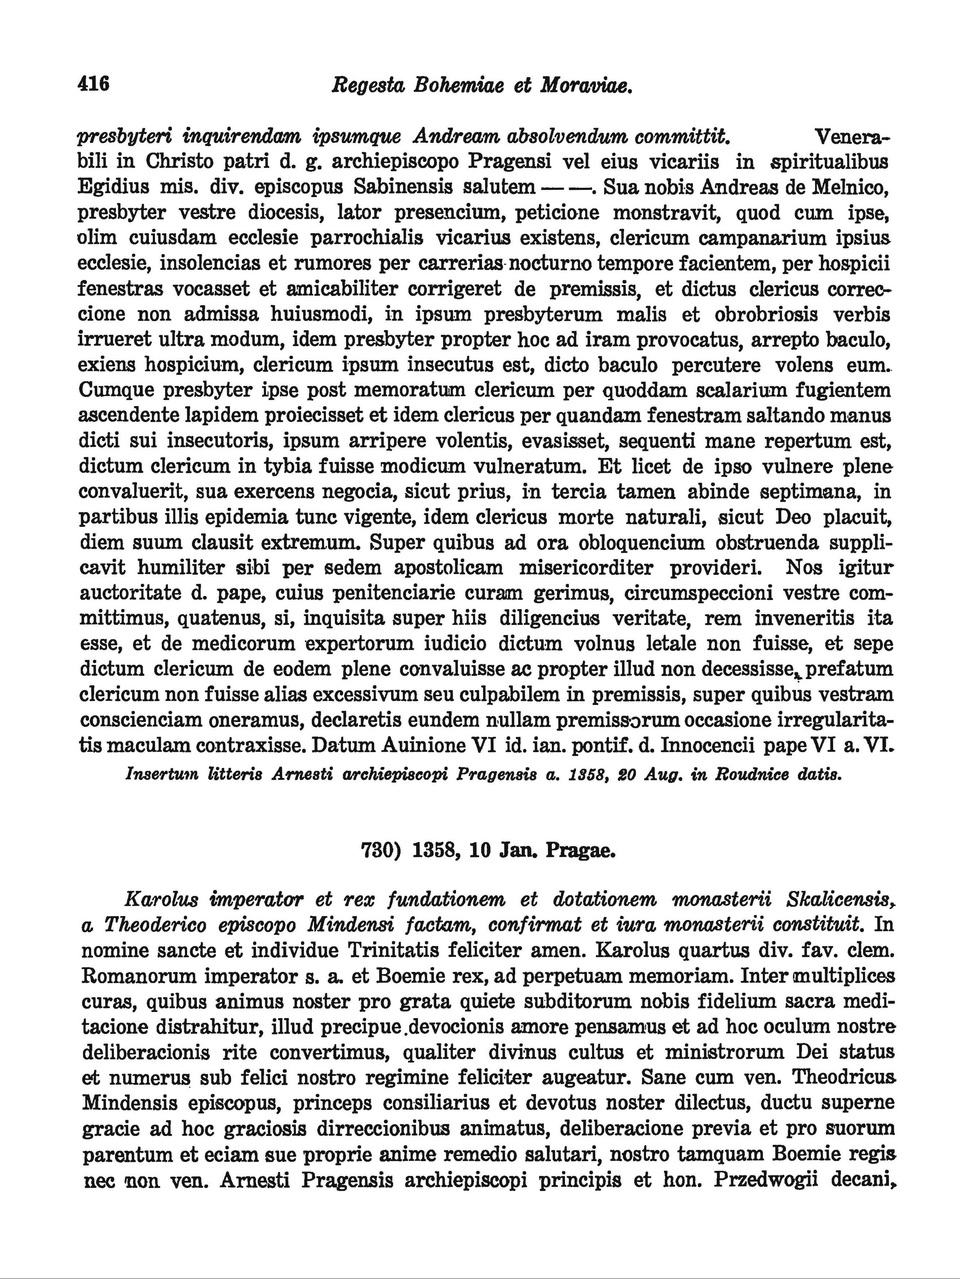 416 Regesta Bohemiae et Moraviae.
presbyteri inquirendam ipsumque Andream absolvendum committit. Venera-
bili in Christo patri d. g. archiepiscopo Pragensi vel eius vicariis in spiritualibus
Egidius mis. div. episcopus Sabinensis salutem — —. Sua nobis Andreas de Melnico,
presbyter vestre diocesis, lator presencium, peticione monstravit, quod cum ipse,
olim cuiusdam ecclesie parrochialis vicarius existens, clericum campanarium ipsius
ecclesie, insolencias et rumores per carrerias nocturno tempore facientem, per hospicii
fenestras vocasset et amicabiliter corrigeret de premissis, et dictus clericus correc-
cione non admissa huiusmodi, in ipsum presbyterum malis et obrobriosis verbis
irrueret ultra modum, idem presbyter propter hoc ad iram provocatus, arrepto baculo,
exiens hospicium, clericum ipsum insecutus est, dicto baculo percutere volens eum.
Cumque presbyter ipse post memoratum clericum per quoddam scalarium fugientem
ascendente lapidem proiecisset et idem clericus per quandam fenestram saltando manus
dicti sui insecutoris, ipsum arripere volentis, evasisset, sequenti mane repertum est,
dictum clericum in tybia fuisse modicum vulneratum. Et licet de ipso vulnere plene
convaluerit, sua exercens negocia, sicut prius, in tercia tamen abinde septimana, in
partibus illis epidemia tunc vigente, idem clericus morte naturali, sicut Deo placuit,
diem suum clausit extremum. Super quibus ad ora obloquencium obstruenda suppli-
cavit humiliter sibi per sedem apostolicam misericorditer provideri. Nos igitur
auctoritate d. pape, cuius penitenciarie curam gerimus, circumspeccioni vestre com-
mittimus, quatenus, si, inquisita super hiis diligencius veritate, rem inveneritis ita
esse, et de medicorum expertorum iudicio dictum volnus letale non fuisse, et sepe
dictum clericum de eodem plene convaluisse ac propter illud non decessisse, prefatum
clericum non fuisse alias excessivum seu culpabilem in premissis, super quibus vestram
conscienciam oneramus, declaretis eundem nullam premissorum occasione irregularita-
tis maculam contraxisse. Datum Auinione VI id. ian. pontif. d. Innocencii pape VI a. VI.
Insertum litteris Arnesti archiepiscopi Pragensis a. 1358, 20 Aug. in Roudnice datis.
730) 1358, 10 Jan. Pragae.
Karolus imperator et rex fundationem et dotationem monasterii Skalicensis,
a Theoderico episcopo Mindensi factam, confirmat et iura monasterii constituit. In
nomine sancte et individue Trinitatis feliciter amen. Karolus quartus div. fav. clem.
Romanorum imperator s. a. et Boemie rex, ad perpetuam memoriam. Inter multiplices
curas, quibus animus noster pro grata quiete subditorum nobis fidelium sacra medi-
tacione distrahitur, illud precipue devocionis amore pensamus et ad hoc oculum nostre
deliberacionis rite convertimus, qualiter divinus cultus et ministrorum Dei status
et numerus sub felici nostro regimine feliciter augeatur. Sane cum ven. Theodricus
Mindensis episcopus, princeps consiliarius et devotus noster dilectus, ductu superne
gracie ad hoc graciosis dirreccionibus animatus, deliberacione previa et pro suorum
parentum et eciam sue proprie anime remedio salutari, nostro tamquam Boemie regis
nec non ven. Arnesti Pragensis archiepiscopi principis et hon. Przedwogii decani,